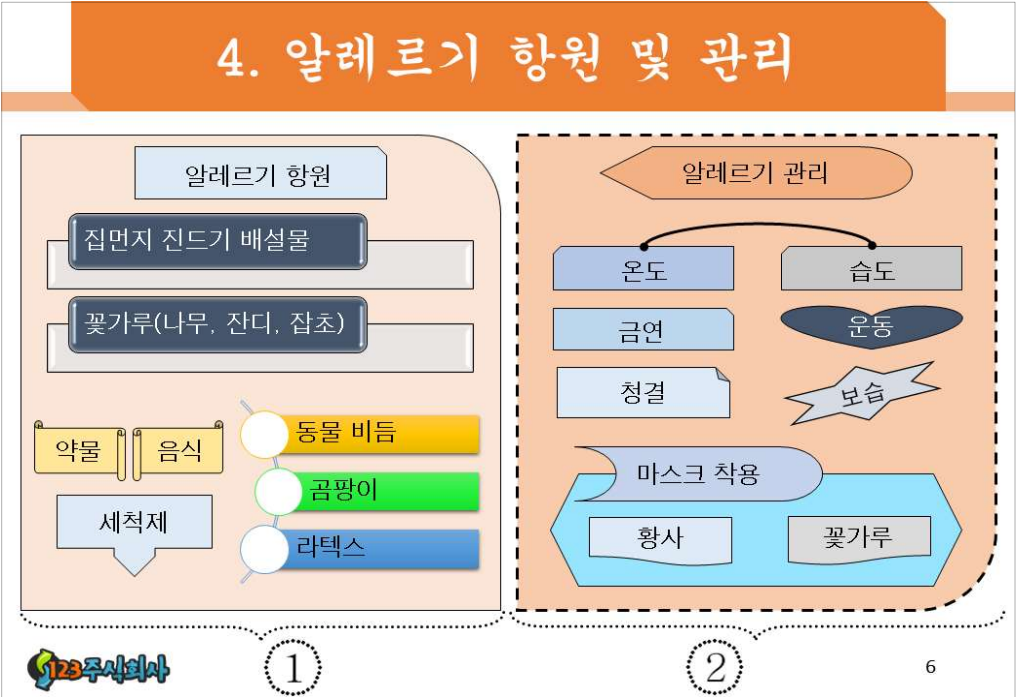 4. 알레르기 항원 및 관리
알레르기 항원
집먼지 진드기 배설물
꽃가루(나무, 잔디, 잡초)
약물
음식
세척제
동물 비듬
곰팡이
라텍스
알레르기 관리
온도
습도
금연
운동
청결
보습
마스크 착용
황사
꽃가루
1
2
123주식회사
6